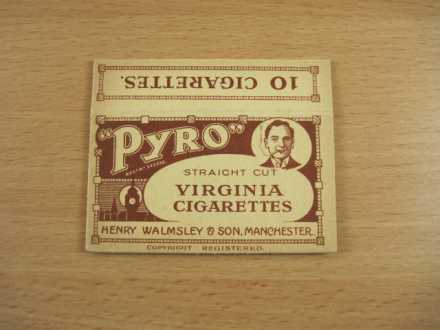 10 CIGARETTES.
"PYRO"
STRAIGHT CUT
VIRGINIA
CIGARETTES
HENRY WALMSLEY & SON, MANCHESTER.
COPYRIGHT REGISTERED.